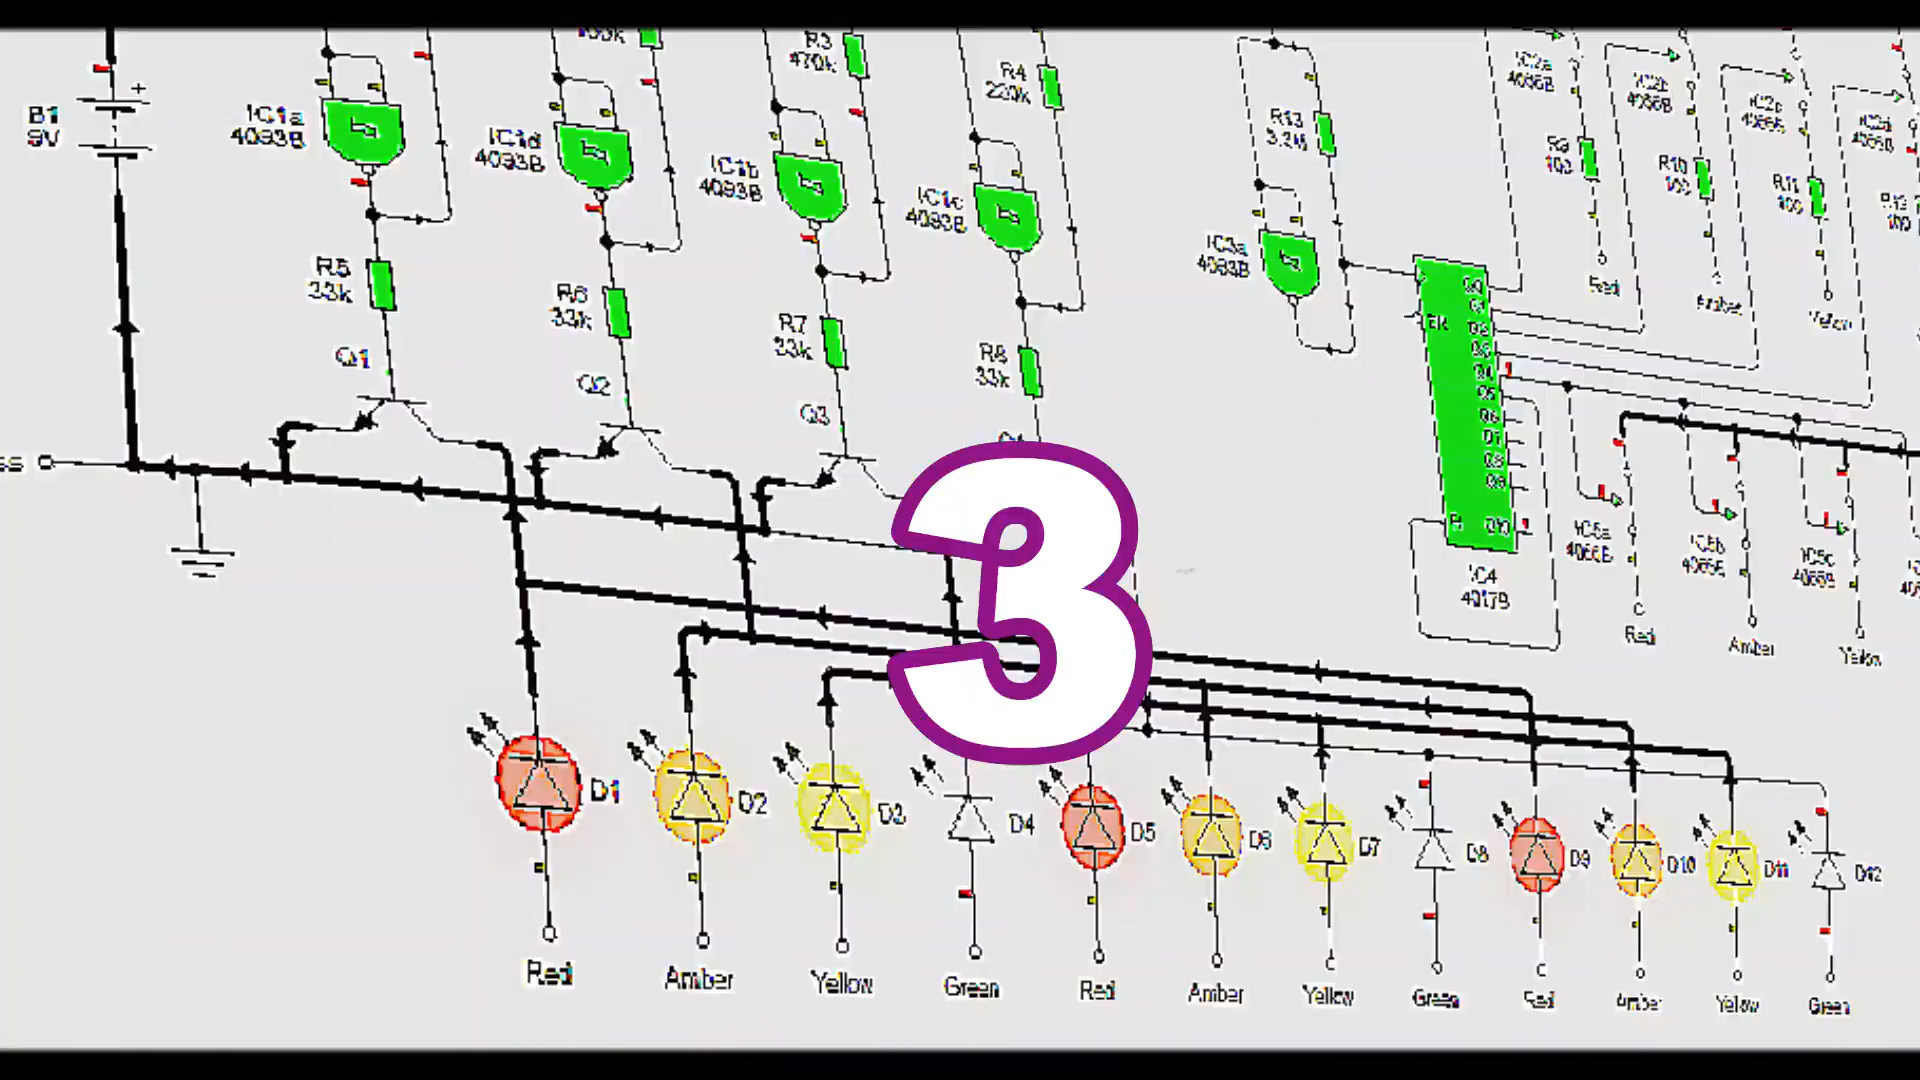 B1
9V
IC1a
4093B
IC1d
4093B
R3
470k
IC1b
4093B
R4
220k
IC1c
4093B
R13
3.3M
IC3a
4093B
IC2a
4066B
R9
100
Red
IC2b
4066B
R10
100
Amber
IC2c
4066B
R11
100
Yellow
IC2d
4066B
R12
100
R5
33k
Q1
R6
33k
Q2
R7
33k
Q3
R8
33k
IC4
4017B
IC5a
4066B
Red
IC5b
4066B
Amber
IC5c
4066B
Yellow
3
D1
D2
D3
D4
D5
D6
D7
D8
D9
D10
D11
D12
Red
Amber
Yellow
Green
Red
Amber
Yellow
Green
Red
Amber
Yellow
Green